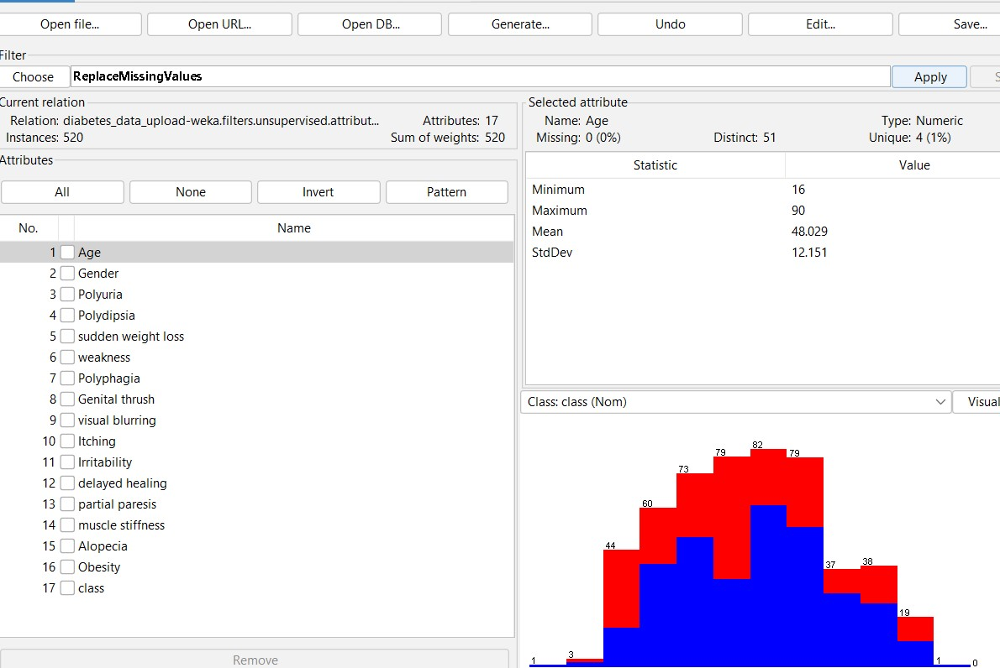 Open file... Open URL... Open DB... Generate... Undo Edit... Save...
Filter
Choose ReplaceMissingValues Apply S
Current relation
Relation: diabetes_data_upload-weka.filters.unsupervised.attribut... Attributes: 17
Instances: 520 Sum of weights: 520
Attributes
All None Invert Pattern
No. Name
1 Age
2 Gender
3 Polyuria
4 Polydipsia
5 sudden weight loss
6 weakness
7 Polyphagia
8 Genital thrush
9 visual blurring
10 Itching
11 Irritability
12 delayed healing
13 partial paresis
14 muscle stiffness
15 Alopecia
16 Obesity
17 class
Remove
Selected attribute
Name: Age Type: Numeric
Missing: 0 (0%) Distinct: 51 Unique: 4 (1%)
Statistic Value
Minimum 16
Maximum 90
Mean 48.029
StdDev 12.151
Class: class (Nom) Visual
1 3 44 60 73 79 82 79 37 38 19 1 0